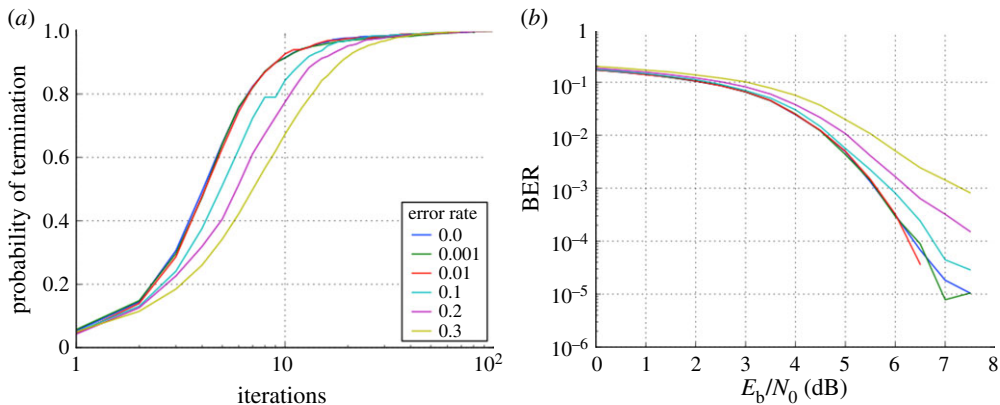 (a)
1.0
0.8
0.6
0.4
0.2
0
probability of termination
1
10
10²
iterations
error rate
0.0
0.001
0.01
0.1
0.2
0.3
(b)
1
10⁻¹
10⁻²
10⁻³
10⁻⁴
10⁻⁵
10⁻⁶
BER
0 1 2 3 4 5 6 7 8
E_b/N_0 (dB)